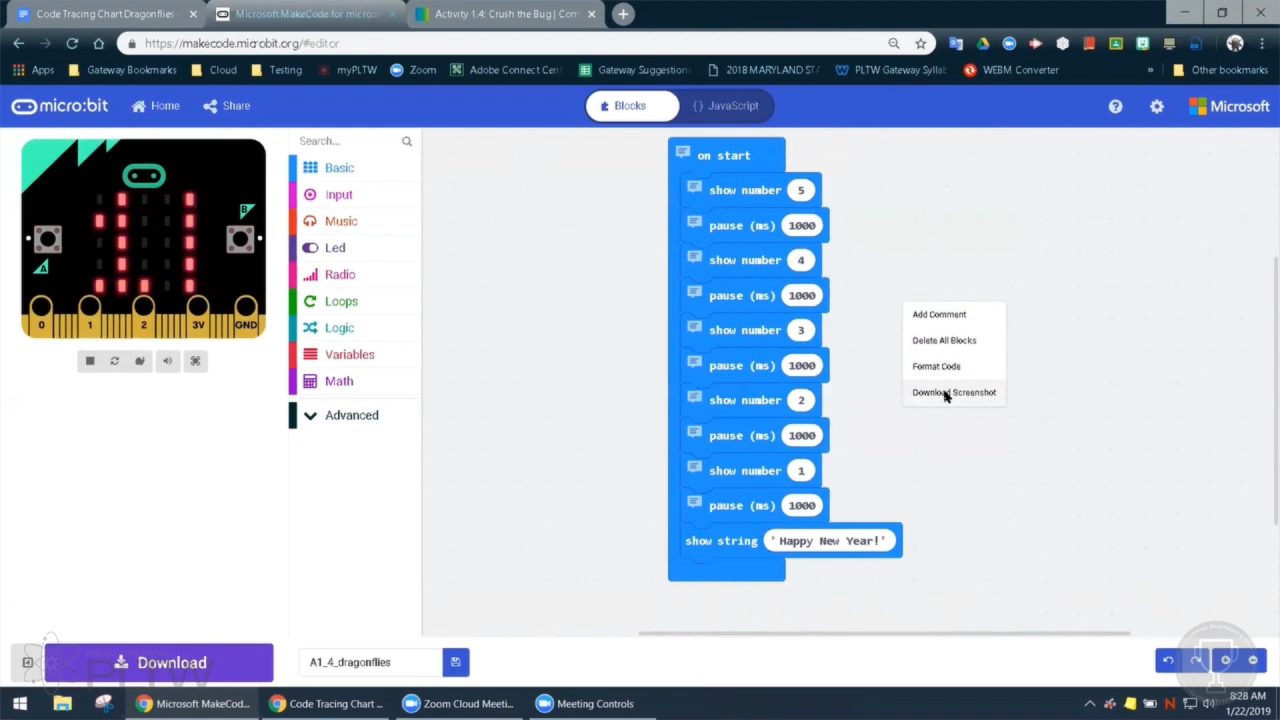 Code Tracing Chart Dragonflies -
Microsoft MakeCode for micro:
Activity 1.4: Crush the Bug | Com
https://makecode.microbit.org/#editor
Apps
Gateway Bookmarks
Cloud
Testing
myPLTW
Zoom
Adobe Connect Cent
Gateway Suggestions
2018 MARYLAND STA
PLTW Gateway Syllab
WEBM Converter
»
Other bookmarks
micro:bit
Home
Share
Blocks
{} JavaScript
?
Microsoft
B
A
0 1 2 3V GND
Search...
Basic
Input
Music
Led
Radio
Loops
Logic
Variables
Math
Advanced
on start
show number 5
pause (ms) 1000
show number 4
pause (ms) 1000
show number 3
pause (ms) 1000
show number 2
pause (ms) 1000
show number 1
pause (ms) 1000
show string "Happy New Year!"
Add Comment
Delete All Blocks
Format Code
Download Screenshot
Download
PLTW
A1_4_dragonflies
Microsoft MakeCod...
Code Tracing Chart ...
Zoom Cloud Meeti...
Meeting Controls
8:28 AM
1/22/2019